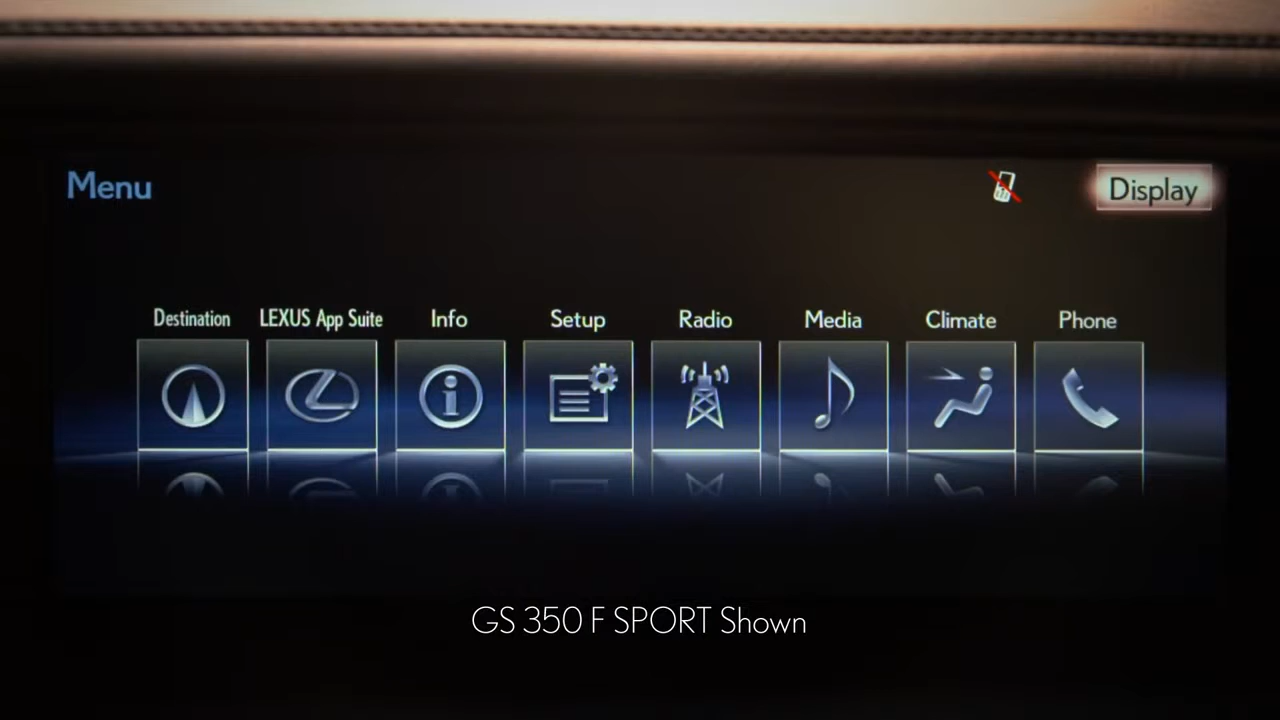 Menu
Display
Destination
LEXUS App Suite
Info
Setup
Radio
Media
Climate
Phone
GS 350 F SPORT Shown